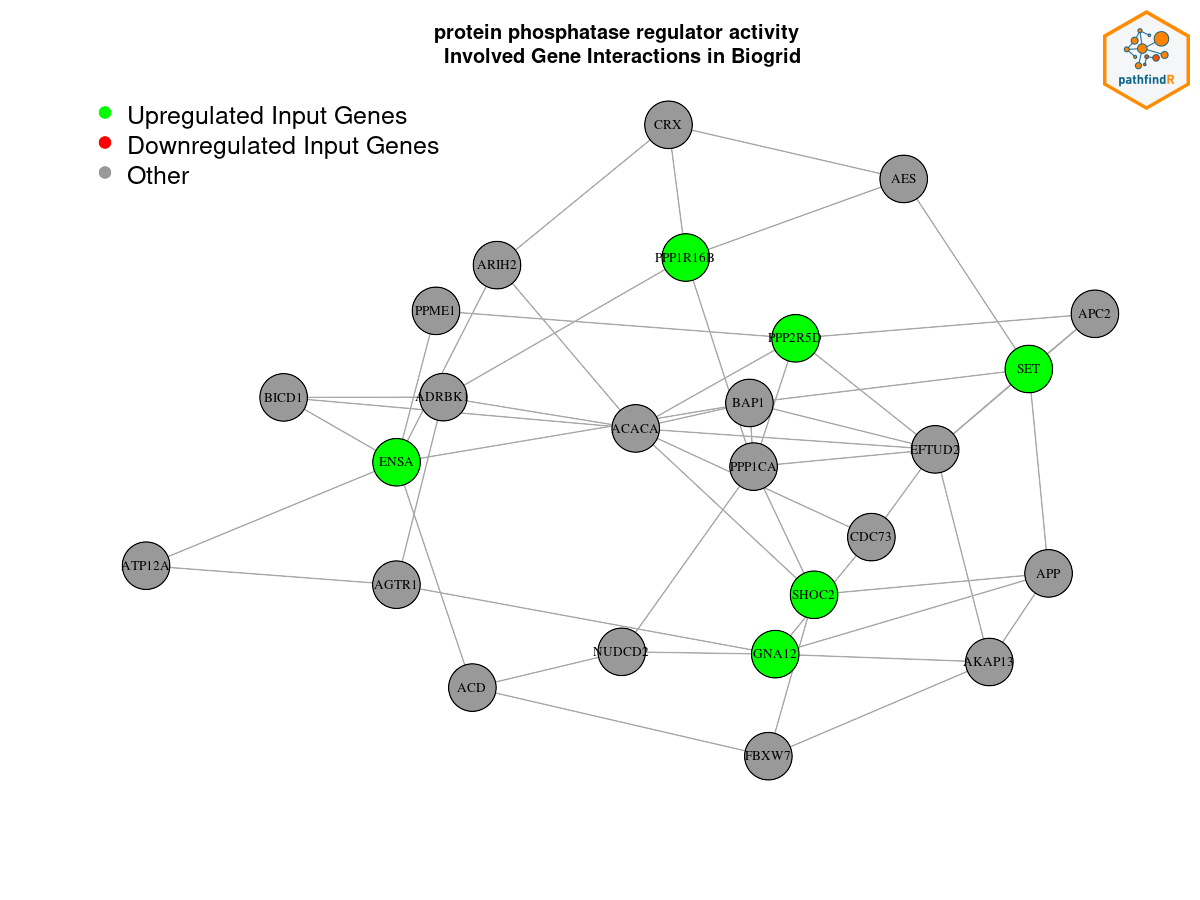 protein phosphatase regulator activity
Involved Gene Interactions in Biogrid
pathfindR
Upregulated Input Genes
Downregulated Input Genes
Other
CRX
AES
PPP1R16B
ARIH2
PPME1
APC2
PPP2R5D
SET
BICD1
ADRBK
BAP1
ACACA
EFTUD2
ENSA
PPP1CA
CDC73
ATP12A
APP
AGTR1
SHOC2
NUDCD2
GNA12
AKAP13
ACD
FBXW7